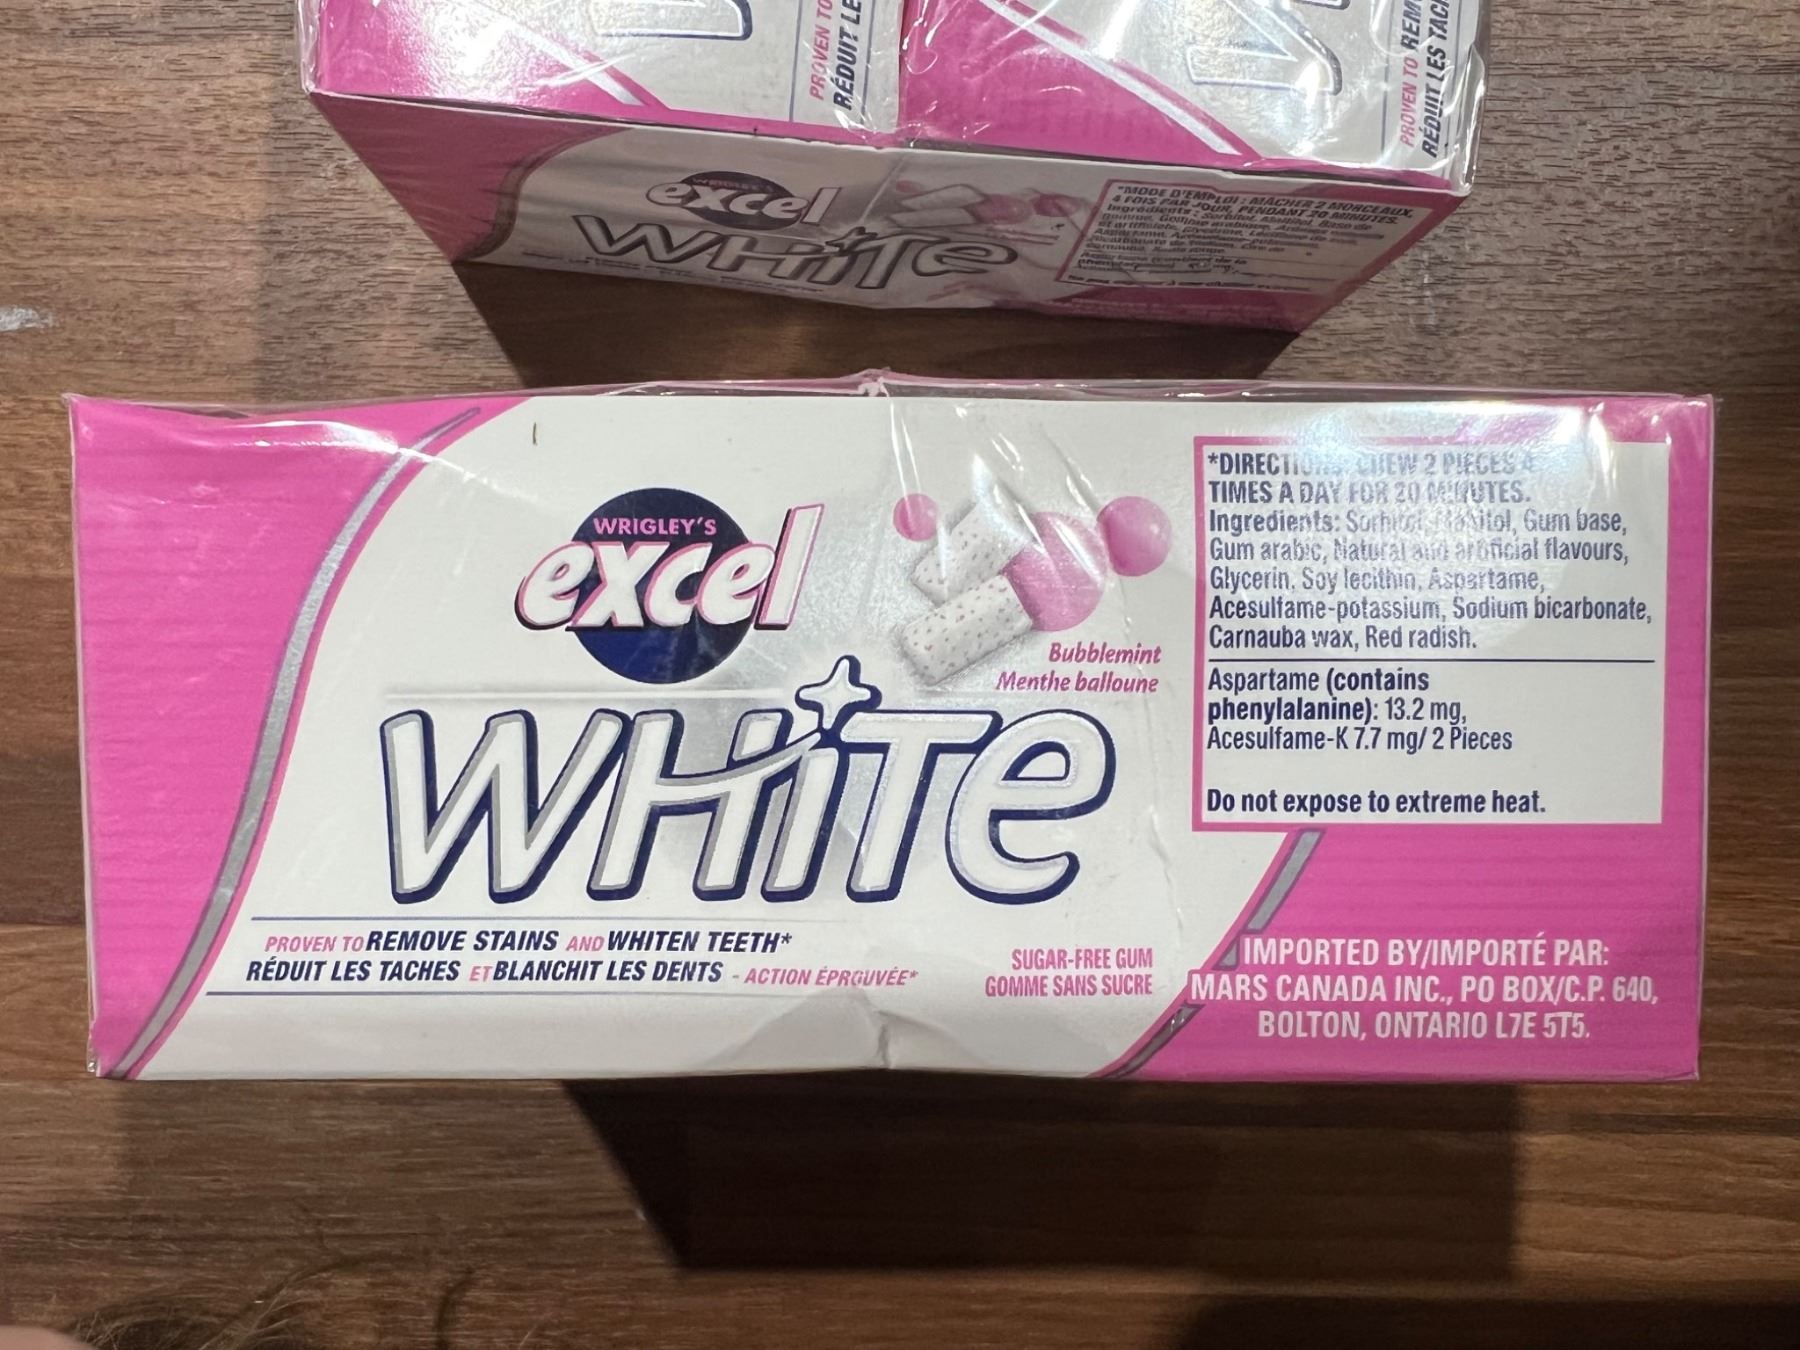 PROVEN TO
RÉDUIT LE
PROVEN TO REM
RÉDUIT LES TACH
WRIGLEY'S
excel
WHITE
*MODE D'EMPLOI : MÂCHER 2 MORCEAUX,
4 FOIS PAR JOUR, PENDANT 20 MINUTES.
Ingrédients : Sorbitol,
WRIGLEY'S
excel
WHITE
Bubblemint
Menthe balloune
PROVEN TO REMOVE STAINS AND WHITEN TEETH*
RÉDUIT LES TACHES ET BLANCHIT LES DENTS - ACTION ÉPROUVÉE*
SUGAR-FREE GUM
GOMME SANS SUCRE
*DIRECTIONS: CHEW 2 PIECES 4
TIMES A DAY FOR 20 MINUTES.
Ingredients: Sorbitol, Gum base,
Gum arabic, Natural and artificial flavours,
Glycerin, Soy lecithin, Aspartame,
Acesulfame-potassium, Sodium bicarbonate,
Carnauba wax, Red radish.
Aspartame (contains
phenylalanine): 13.2 mg,
Acesulfame-K 7.7 mg/ 2 Pieces
Do not expose to extreme heat.
IMPORTED BY/IMPORTÉ PAR:
MARS CANADA INC., PO BOX/C.P. 640,
BOLTON, ONTARIO L7E 5T5.